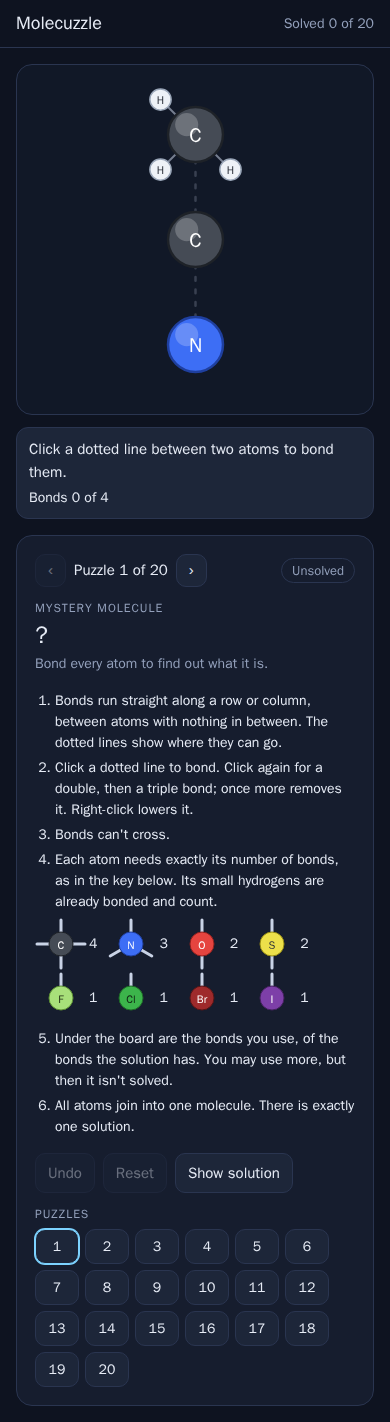 Molecuzzle
Solved 0 of 20
H
C
H
H
C
N
Click a dotted line between two atoms to bond
them.
Bonds 0 of 4
‹
Puzzle 1 of 20
›
Unsolved
MYSTERY MOLECULE
?
Bond every atom to find out what it is.
1. Bonds run straight along a row or column,
between atoms with nothing in between. The
dotted lines show where they can go.
2. Click a dotted line to bond. Click again for a
double, then a triple bond; once more removes
it. Right-click lowers it.
3. Bonds can't cross.
4. Each atom needs exactly its number of bonds,
as in the key below. Its small hydrogens are
already bonded and count.
C 4 N 3 O 2 S 2
F 1 Cl 1 Br 1 I 1
5. Under the board are the bonds you use, of the
bonds the solution has. You may use more, but
then it isn't solved.
6. All atoms join into one molecule. There is exactly
one solution.
Undo Reset Show solution
PUZZLES
1 2 3 4 5 6
7 8 9 10 11 12
13 14 15 16 17 18
19 20